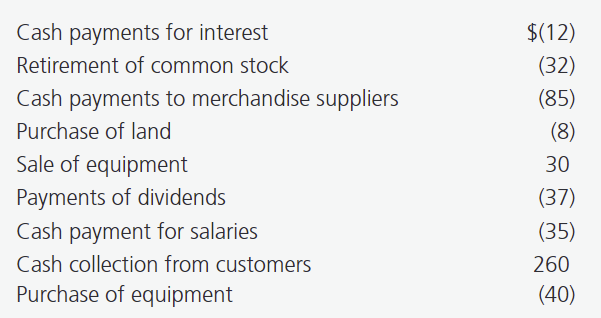 Cash payments for interest $(12)
Retirement of common stock (32)
Cash payments to merchandise suppliers (85)
Purchase of land (8)
Sale of equipment 30
Payments of dividends (37)
Cash payment for salaries (35)
Cash collection from customers 260
Purchase of equipment (40)